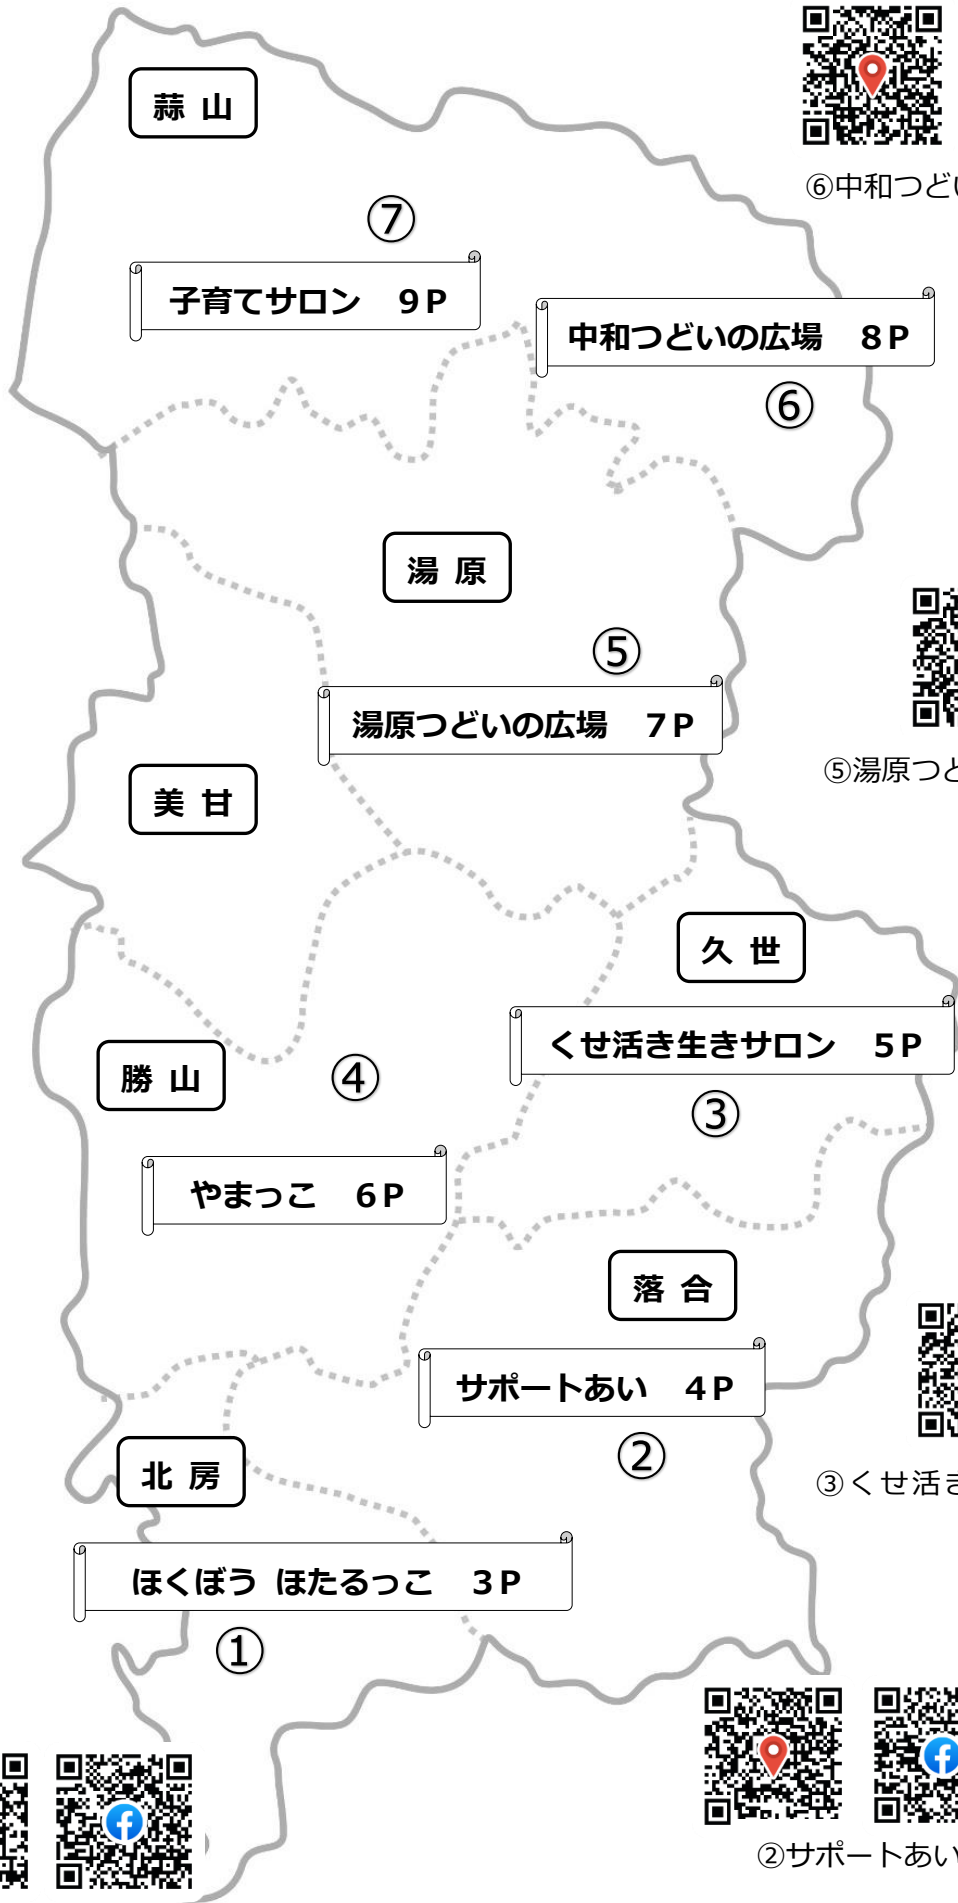 蒜 山
⑥中和つどい
⑦
子育てサロン 9P
中和つどいの広場 8P
⑥
湯 原
⑤
湯原つどいの広場 7P
⑤湯原つど
美 甘
久 世
くせ活き生きサロン 5P
勝 山
④
③
やまっこ 6P
落 合
サポートあい 4P
②
北 房
③くせ活き
ほくぼう ほたるっこ 3P
①
②サポートあい